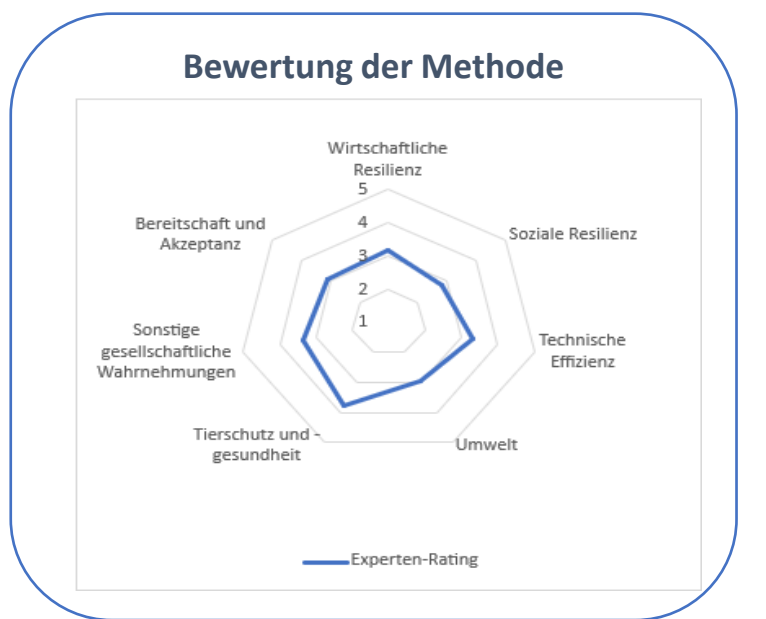 Bewertung der Methode
Wirtschaftliche
Resilienz
5
4
3
2
1
Soziale Resilienz
Technische
Effizienz
Umwelt
Tierschutz und -
gesundheit
Sonstige
gesellschaftliche
Wahrnehmungen
Bereitschaft und
Akzeptanz
Experten-Rating